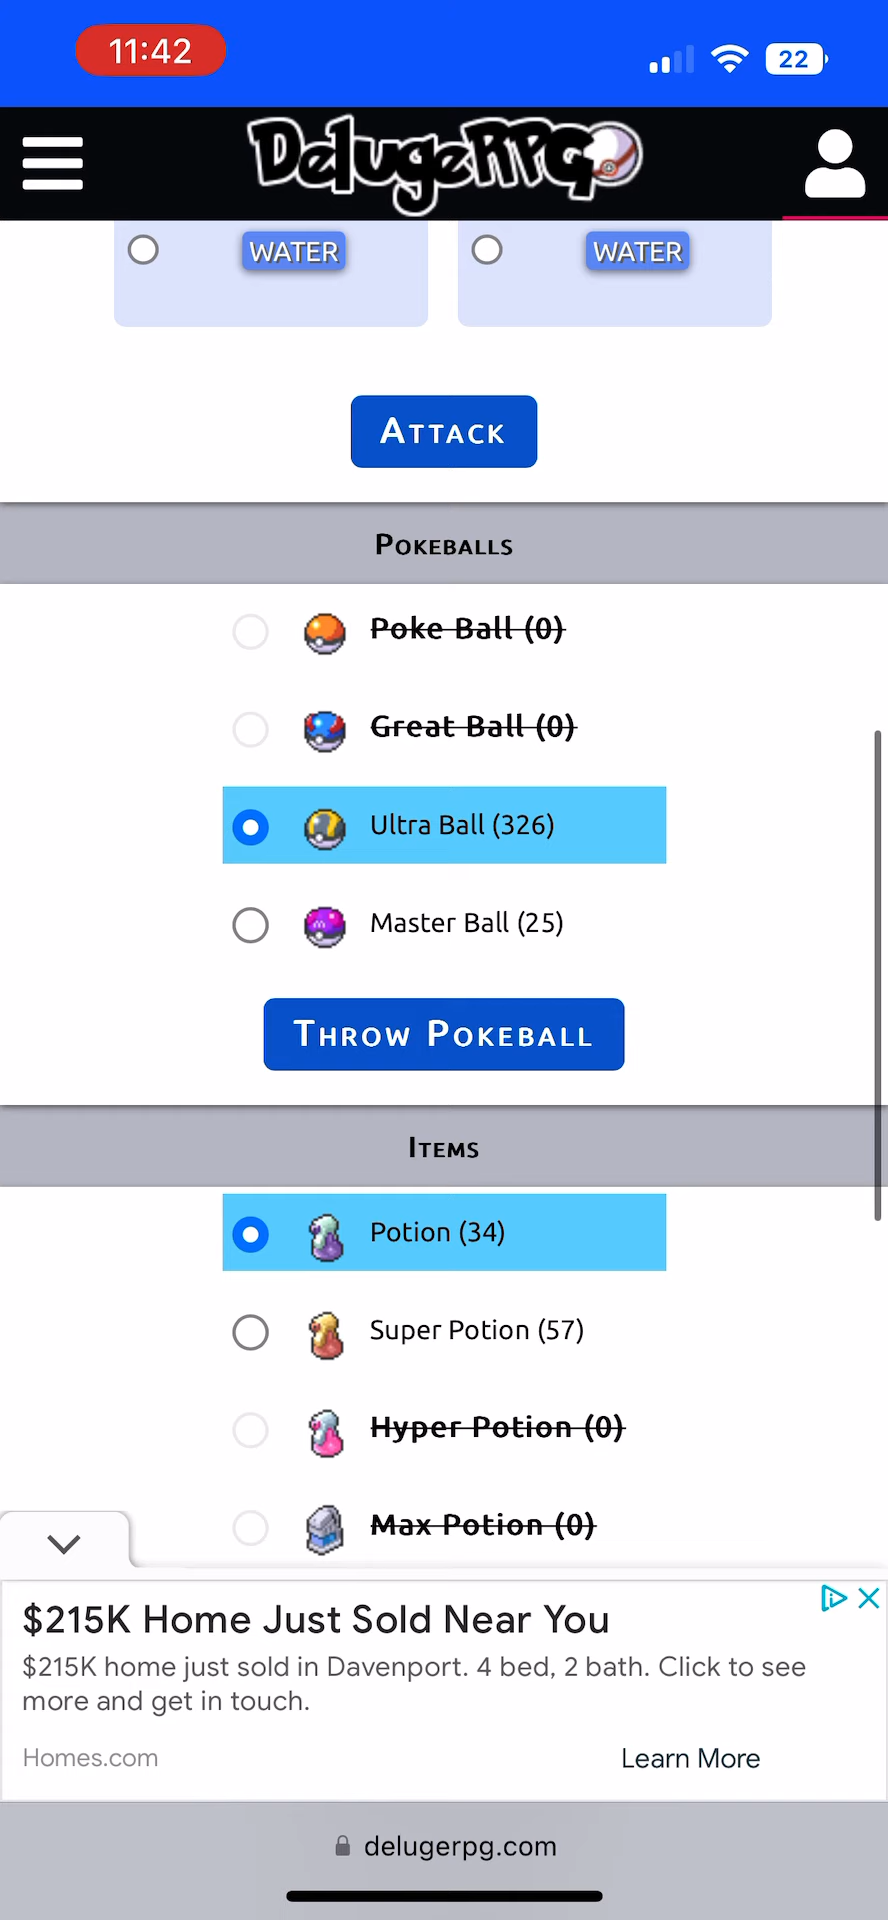 11:42
22
DelugeRPG
WATER
WATER
ATTACK
POKEBALLS
Poke Ball (0)
Great Ball (0)
Ultra Ball (326)
Master Ball (25)
THROW POKEBALL
ITEMS
Potion (34)
Super Potion (57)
Hyper Potion (0)
Max Potion (0)
$215K Home Just Sold Near You
$215K home just sold in Davenport. 4 bed, 2 bath. Click to see
more and get in touch.
Homes.com
Learn More
delugerpg.com